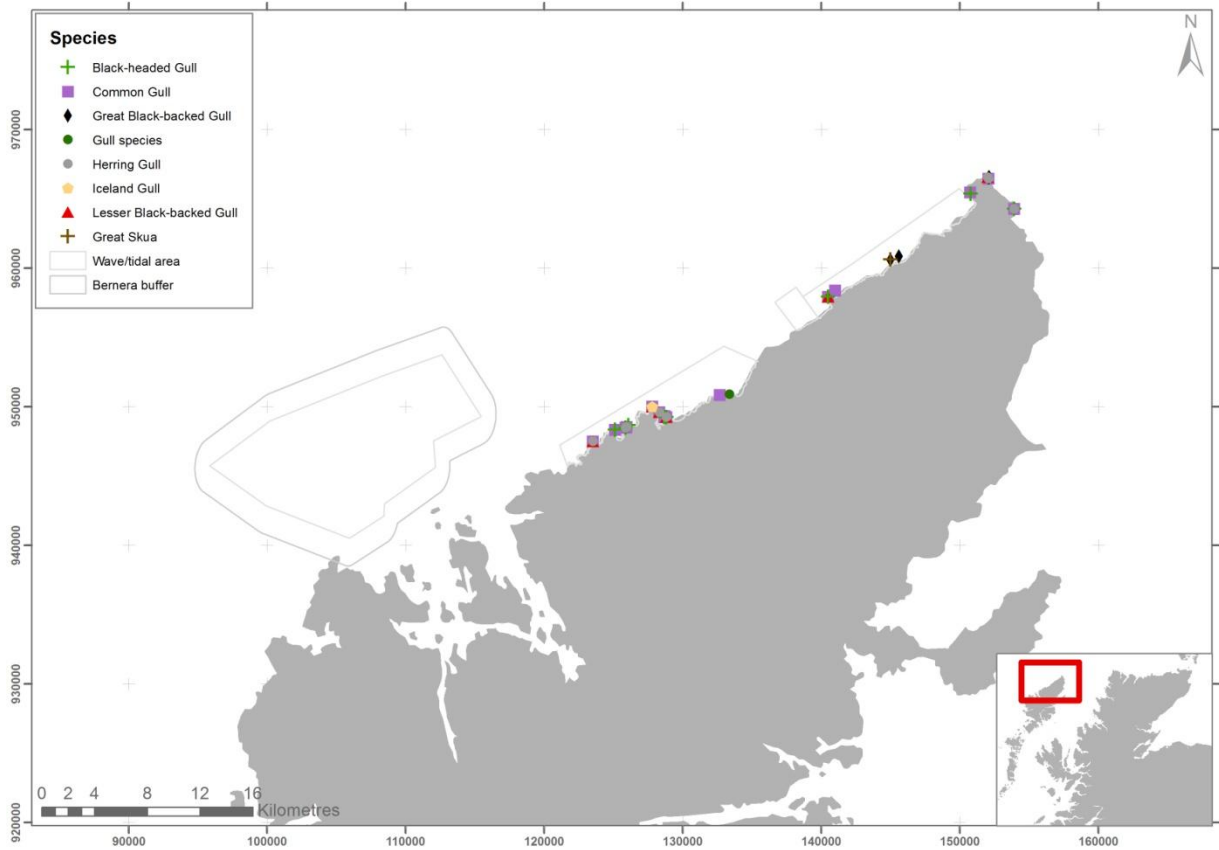 Species
Black-headed Gull
Common Gull
Great Black-backed Gull
Gull species
Herring Gull
Iceland Gull
Lesser Black-backed Gull
Great Skua
Wave/tidal area
Bernera buffer
N
970000
960000
950000
940000
930000
920000
0 2 4 8 12 16
Kilometres
90000 100000 110000 120000 130000 140000 150000 160000